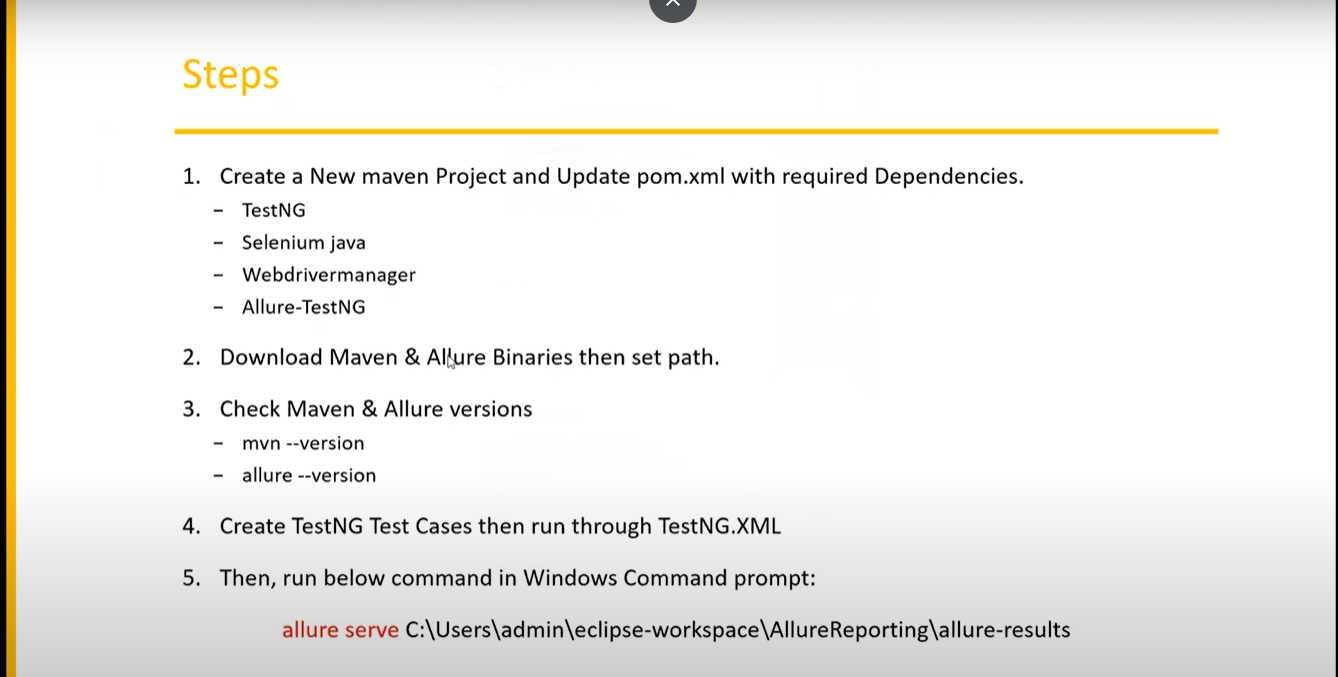 Steps
1. Create a New maven Project and Update pom.xml with required Dependencies.
– TestNG
– Selenium java
– Webdrivermanager
– Allure-TestNG
2. Download Maven & Allure Binaries then set path.
3. Check Maven & Allure versions
– mvn --version
– allure --version
4. Create TestNG Test Cases then run through TestNG.XML
5. Then, run below command in Windows Command prompt:
allure serve C:\Users\admin\eclipse-workspace\AllureReporting\allure-results